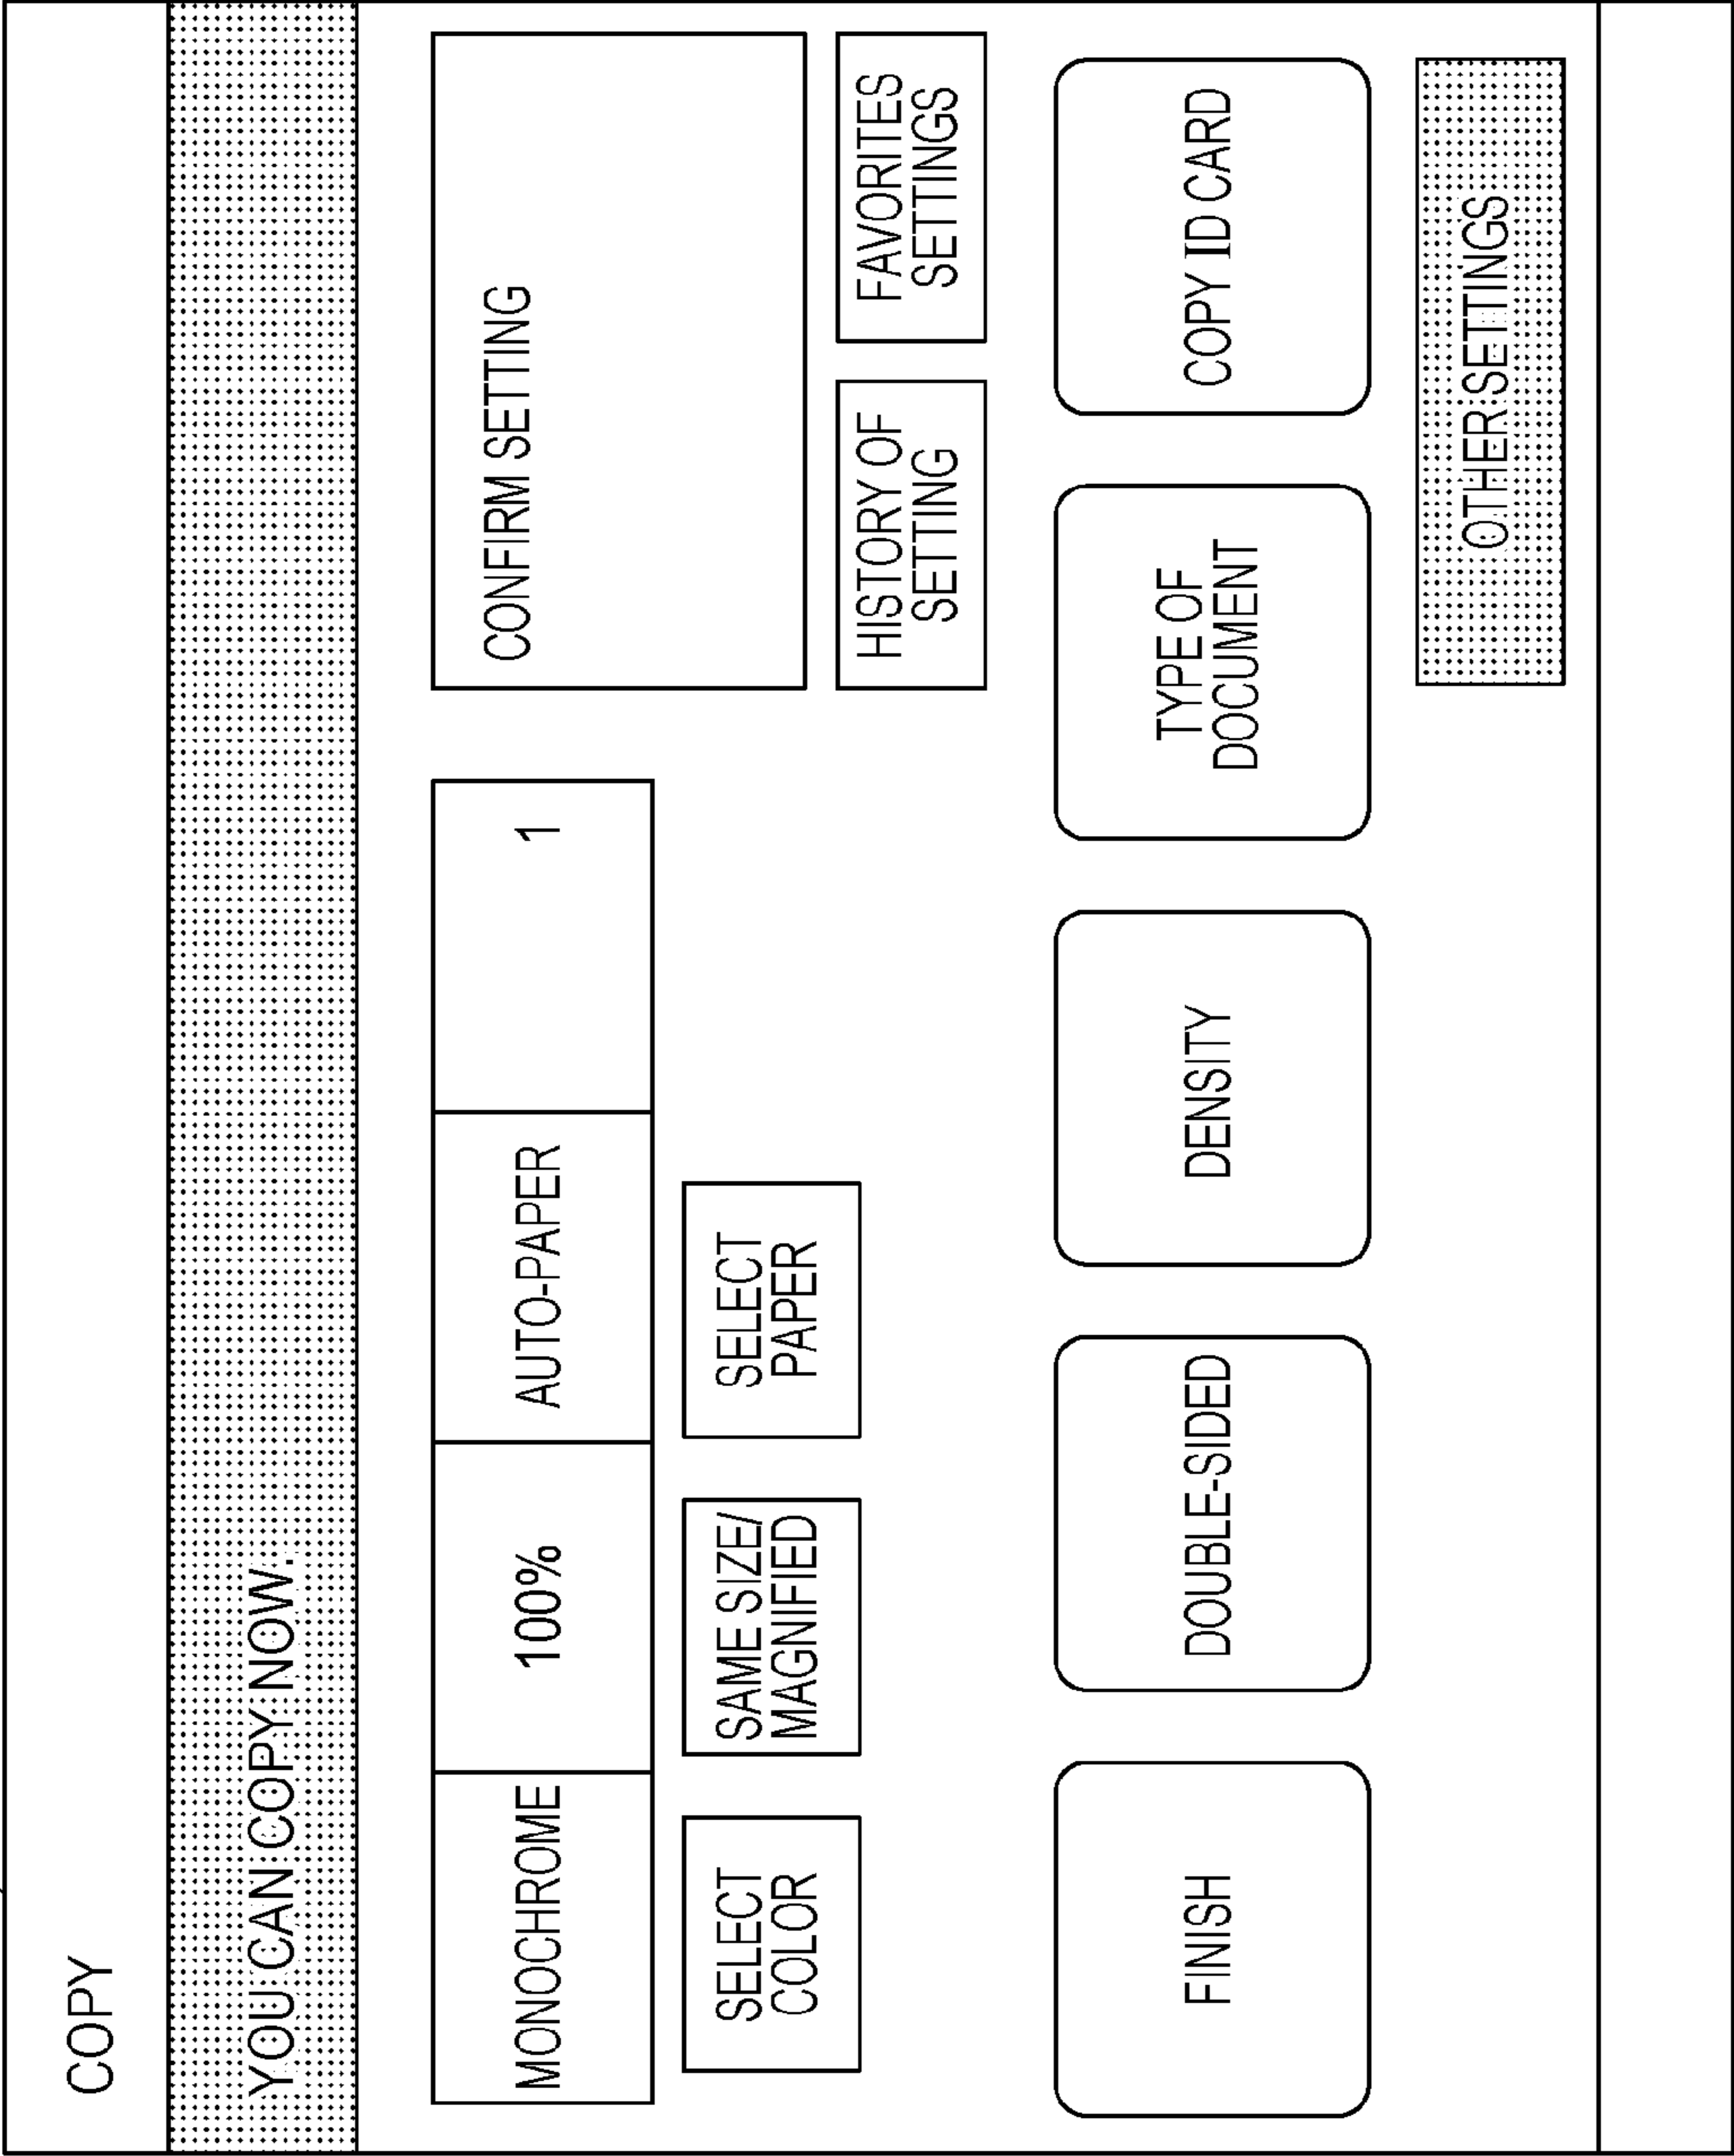 COPY
YOU CAN COPY NOW.
MONOCHROME
100%
AUTO-PAPER
1
CONFIRM SETTING
SELECT
COLOR
SAME SIZE/
MAGNIFIED
SELECT
PAPER
HISTORY OF
SETTING
FAVORITES
SETTINGS
FINISH
DOUBLE-SIDED
DENSITY
TYPE OF
DOCUMENT
COPY ID CARD
OTHER SETTINGS